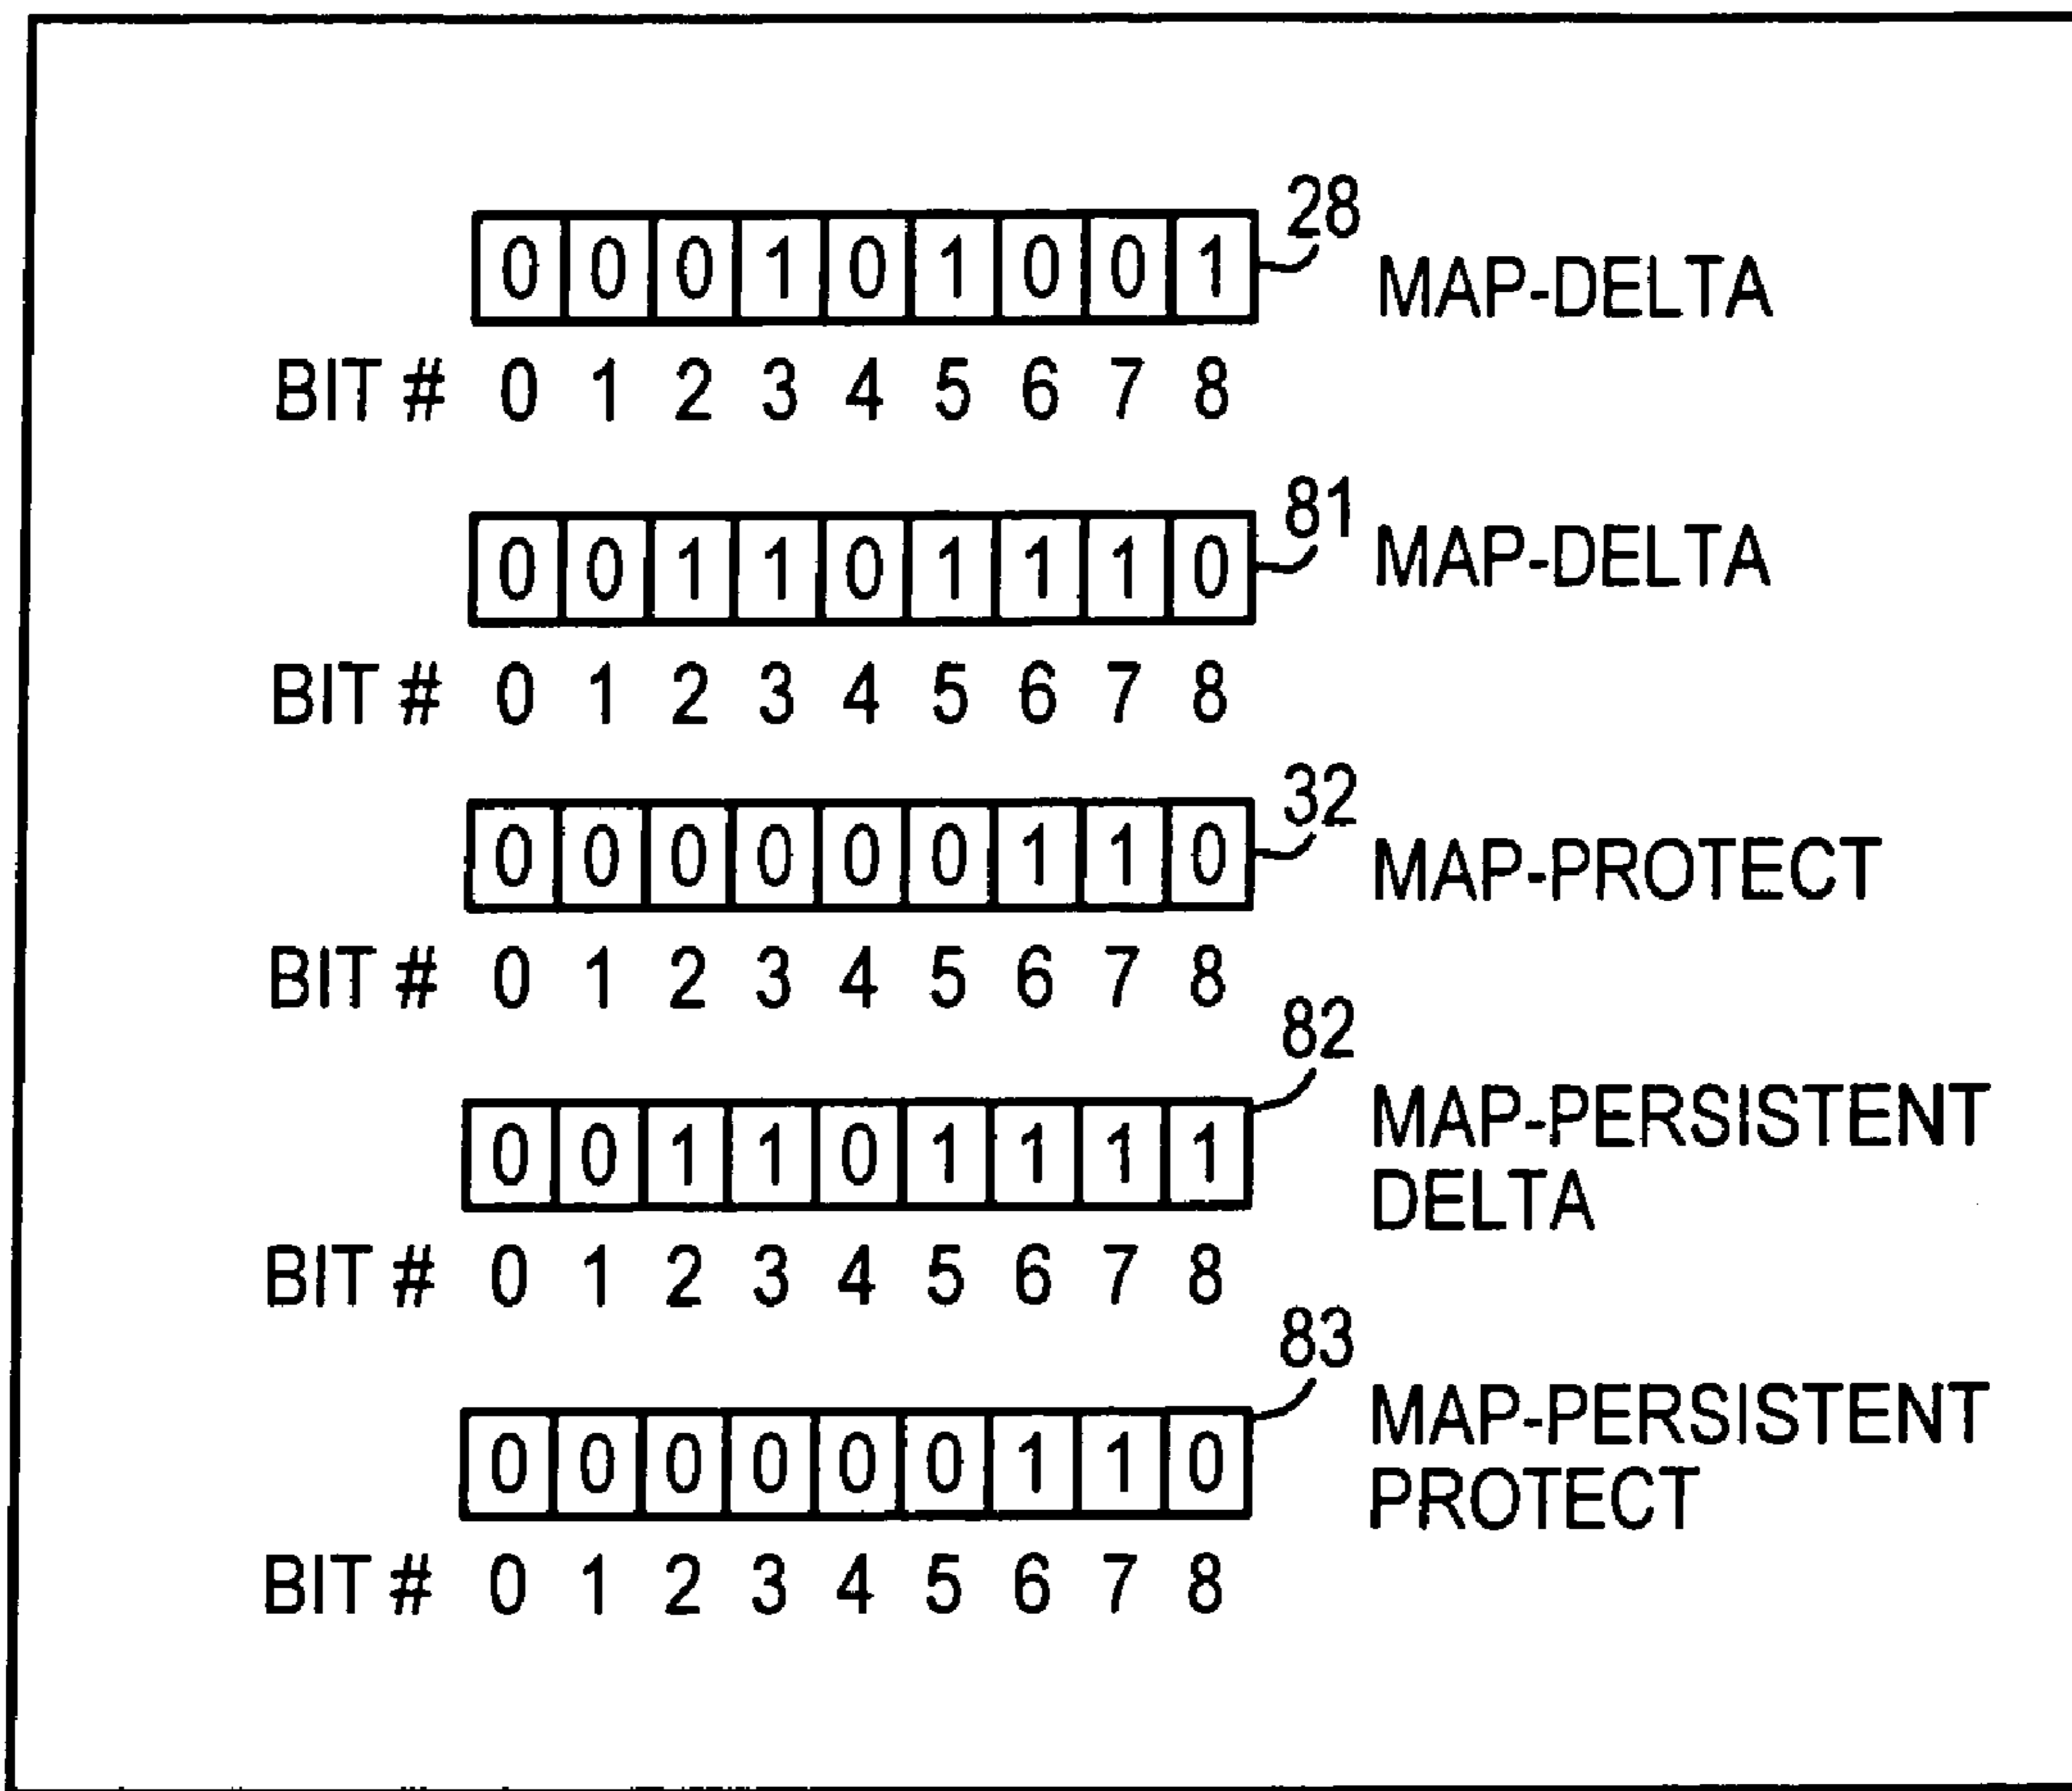 28
0 0 0 1 0 1 0 0 1 MAP-DELTA
BIT # 0 1 2 3 4 5 6 7 8
81
0 0 1 1 0 1 1 1 0 MAP-DELTA
BIT # 0 1 2 3 4 5 6 7 8
32
0 0 0 0 0 0 1 1 0 MAP-PROTECT
BIT # 0 1 2 3 4 5 6 7 8
82
0 0 1 1 0 1 1 1 1 MAP-PERSISTENT
DELTA
BIT # 0 1 2 3 4 5 6 7 8
83
0 0 0 0 0 0 1 1 0 MAP-PERSISTENT
PROTECT
BIT # 0 1 2 3 4 5 6 7 8